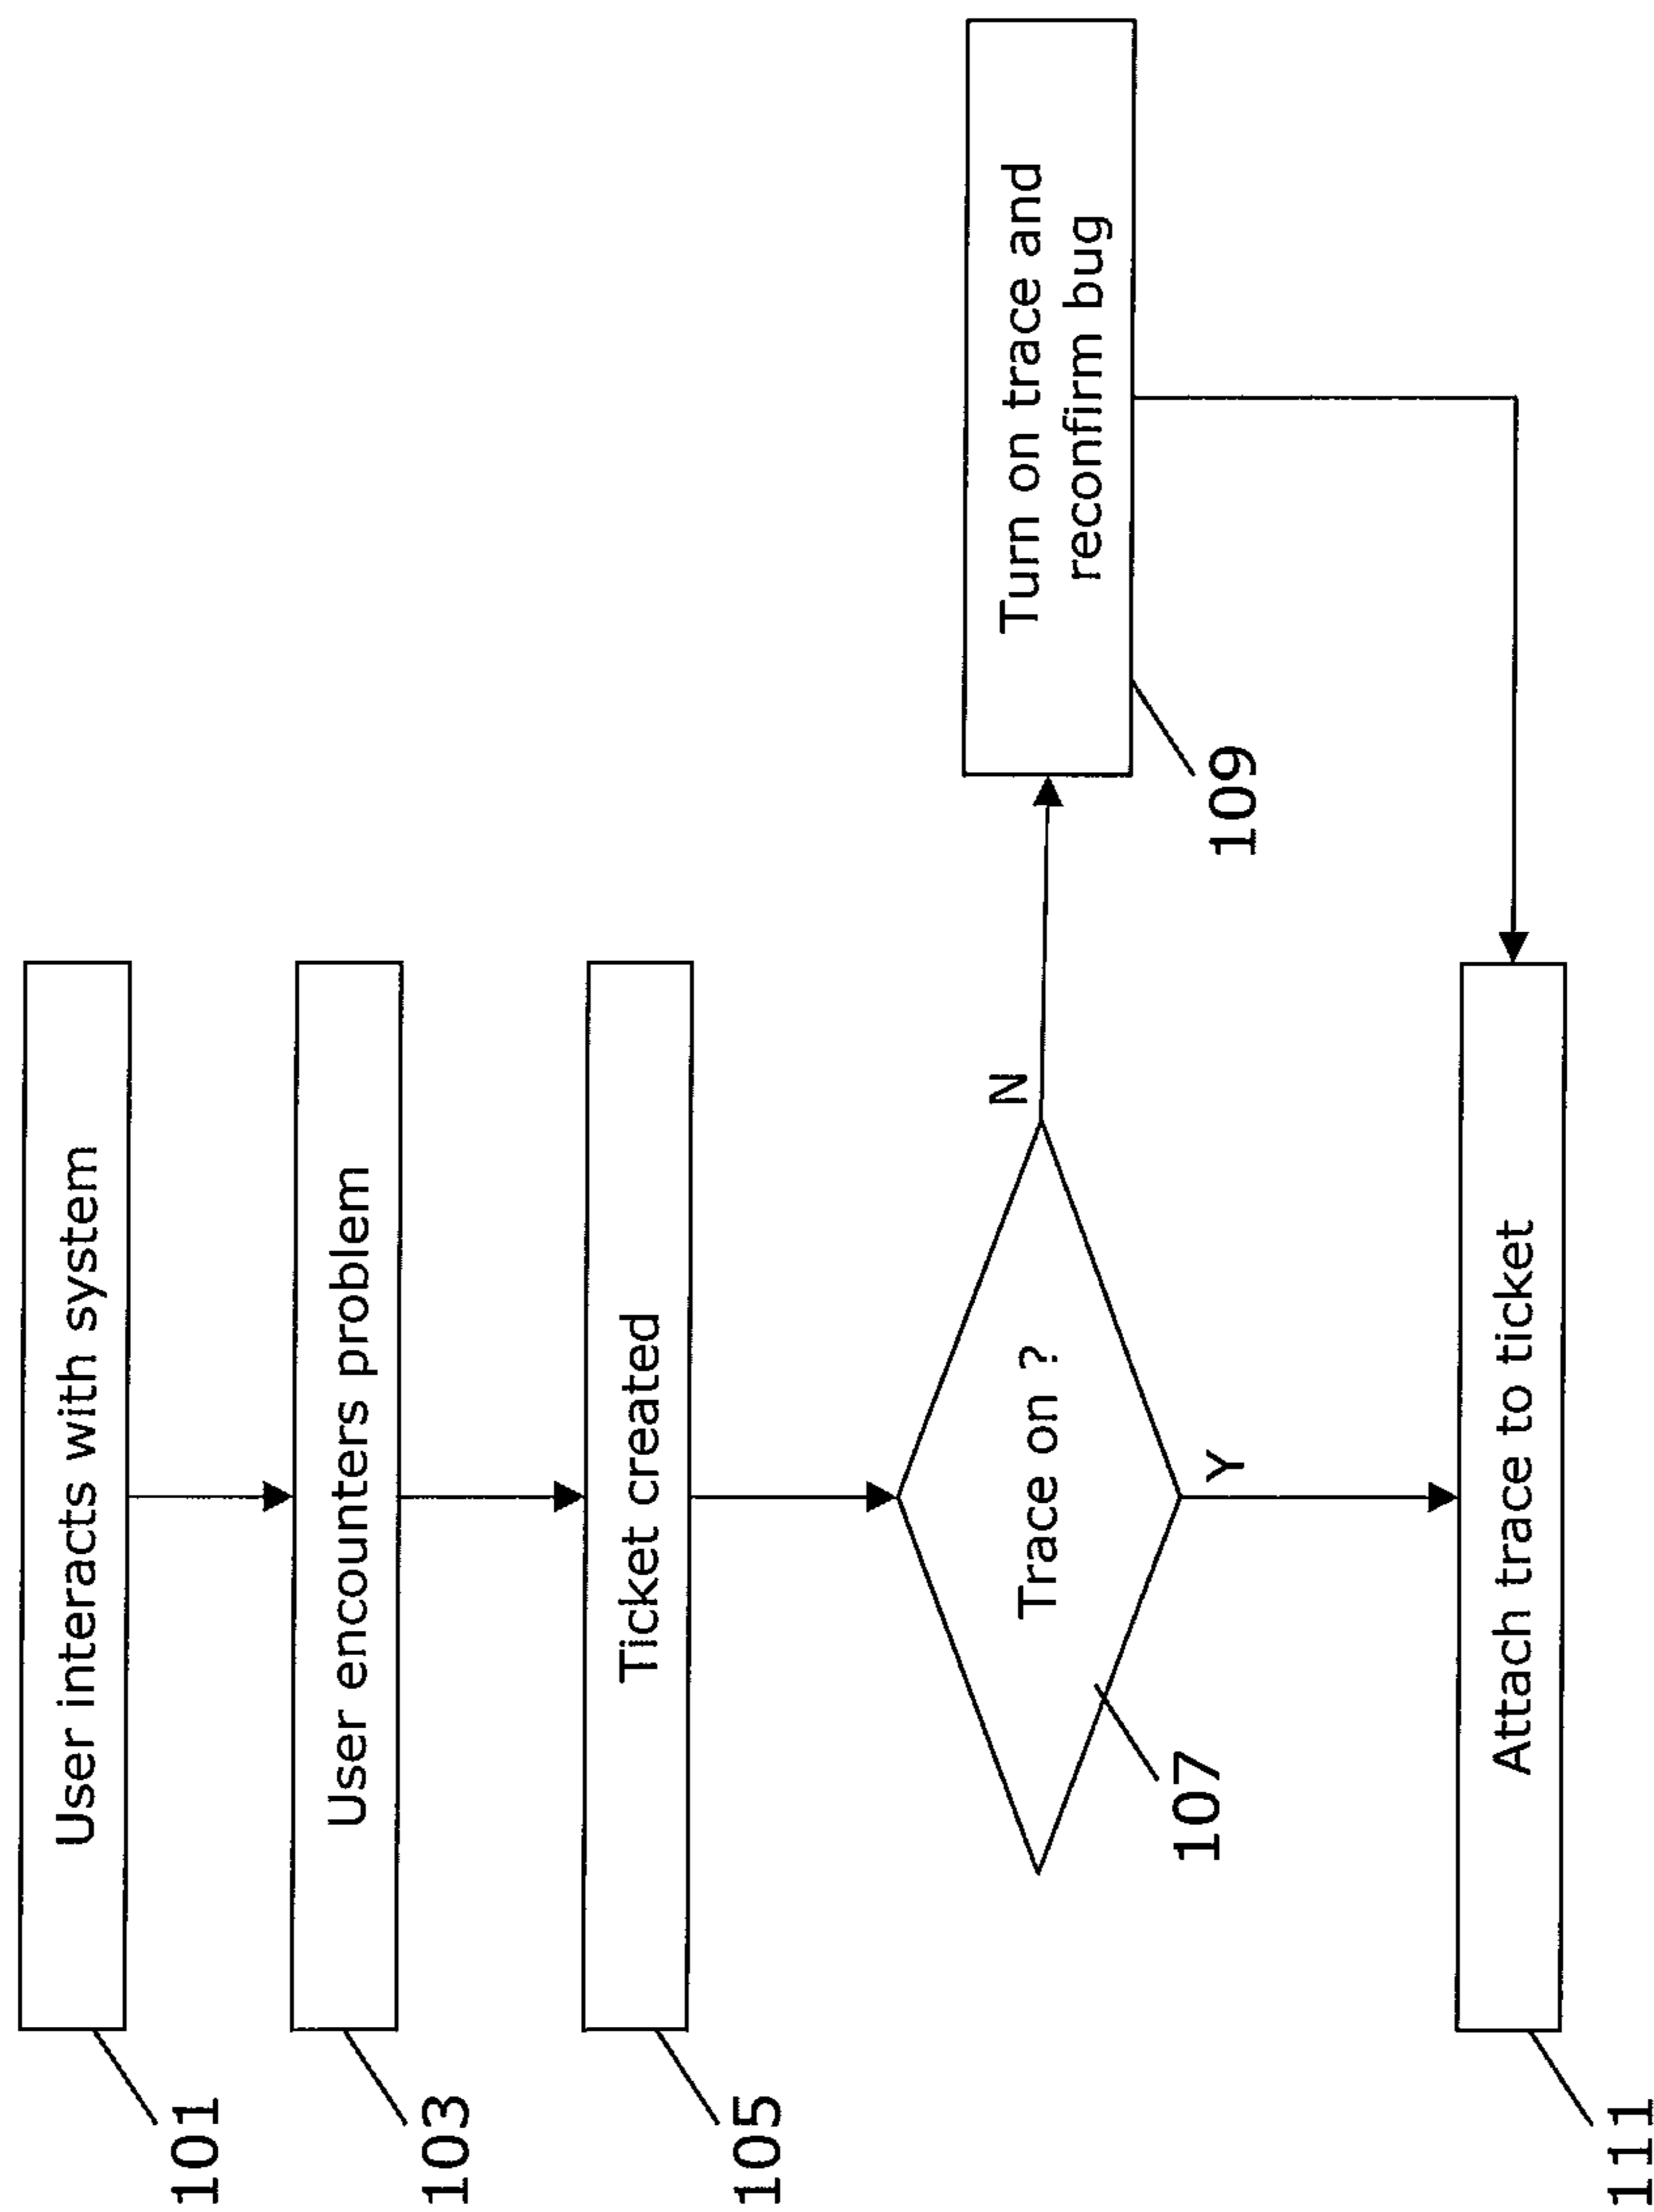 User interacts with system
101
User encounters problem
103
Ticket created
105
Trace on ?
107
N
Turn on trace and
reconfirm bug
109
Y
Attach trace to ticket
111